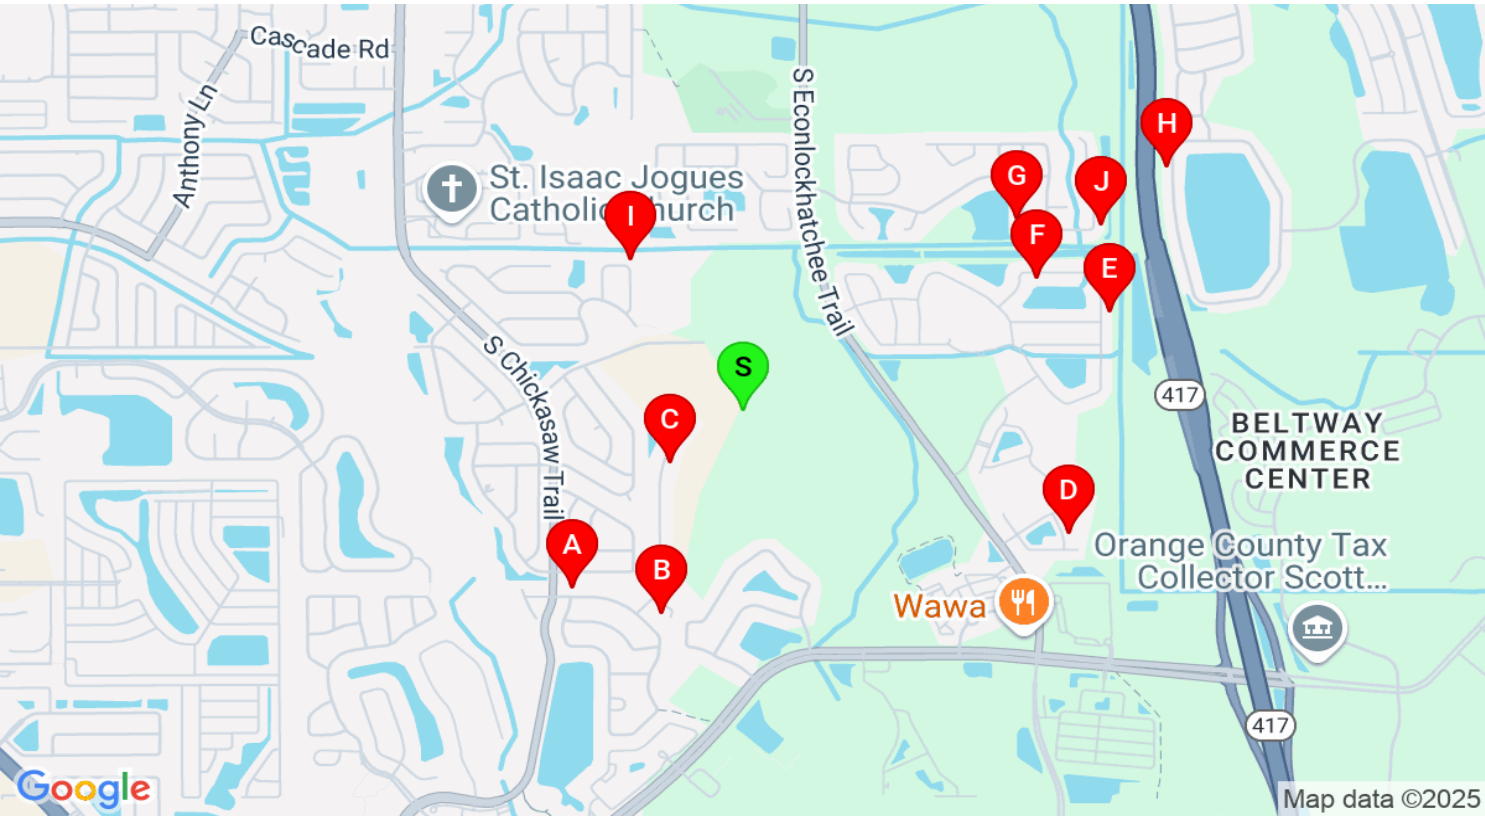 Cascade Rd
Anthony Ln
S Econlockhatchee Trail
H
G
J
St. Isaac Jogues
Catholic Church
I
F
E
S Chickasaw Trail
S
417
C
BELTWAY
COMMERCE
CENTER
D
A
Orange County Tax
Collector Scott...
B
Wawa
417
Google
Map data ©2025